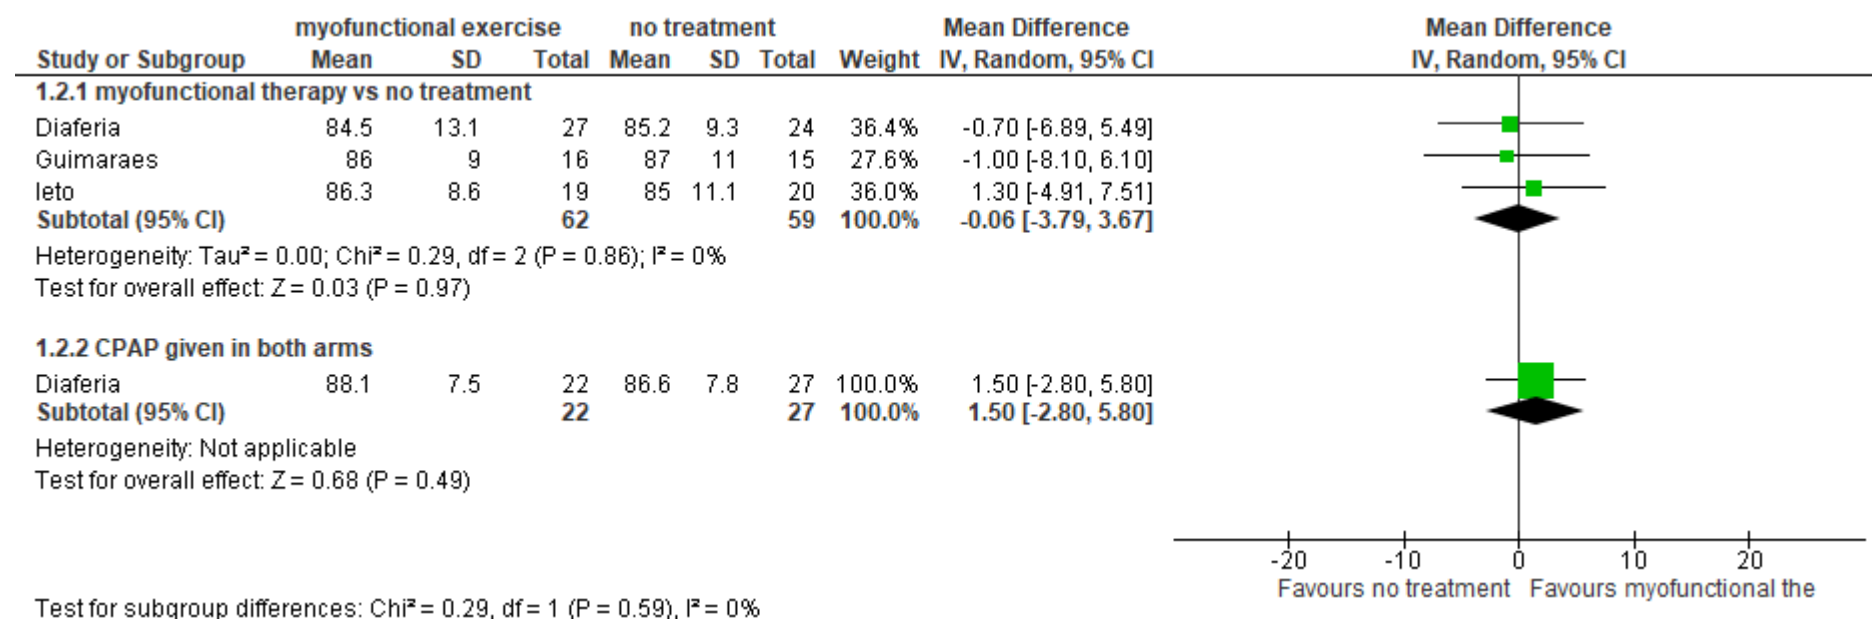 myofunctional exercise no treatment Mean Difference Mean Difference
Study or Subgroup Mean SD Total Mean SD Total Weight IV, Random, 95% CI IV, Random, 95% CI
1.2.1 myofunctional therapy vs no treatment
Diaferia 84.5 13.1 27 85.2 9.3 24 36.4% -0.70 [-6.89, 5.49]
Guimaraes 86 9 16 87 11 15 27.6% -1.00 [-8.10, 6.10]
Ieto 86.3 8.6 19 85 11.1 20 36.0% 1.30 [-4.91, 7.51]
Subtotal (95% CI) 62 59 100.0% -0.06 [-3.79, 3.67]
Heterogeneity: Tau² = 0.00; Chi² = 0.29, df = 2 (P = 0.86); I² = 0%
Test for overall effect: Z = 0.03 (P = 0.97)
1.2.2 CPAP given in both arms
Diaferia 88.1 7.5 22 86.6 7.8 27 100.0% 1.50 [-2.80, 5.80]
Subtotal (95% CI) 22 27 100.0% 1.50 [-2.80, 5.80]
Heterogeneity: Not applicable
Test for overall effect: Z = 0.68 (P = 0.49)
-20 -10 0 10 20
Favours no treatment Favours myofunctional the
Test for subgroup differences: Chi² = 0.29, df = 1 (P = 0.59), I² = 0%